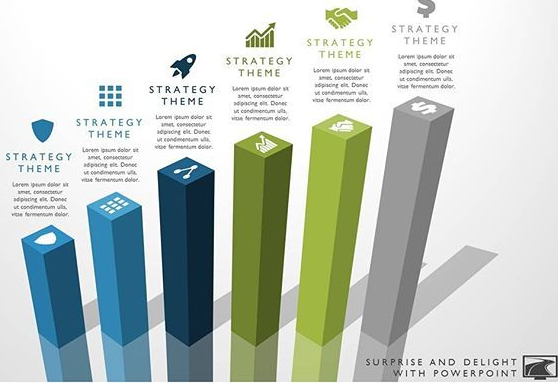 STRATEGY
THEME
Lorem ipsum dolor sit
amet, consectetur
adipiscing elit. Donec
ut condimentum ulls,
vitae fermentum dolor.
STRATEGY
THEME
Lorem ipsum dolor sit
amet, consectetur
adipiscing elit. Donec
ut condimentum ulls,
vitae fermentum dolor.
STRATEGY
THEME
Lorem ipsum dolor sit
amet, consectetur
adipiscing elit. Donec
ut condimentum ulls,
vitae fermentum dolor.
STRATEGY
THEME
Lorem ipsum dolor sit
amet, consectetur
adipiscing elit. Donec
ut condimentum ulls,
vitae fermentum dolor.
STRATEGY
THEME
Lorem ipsum dolor sit
amet, consectetur
adipiscing elit. Donec
ut condimentum ulls,
vitae fermentum dolor.
STRATEGY
THEME
Lorem ipsum dolor sit
amet, consectetur
adipiscing elit. Donec
ut condimentum ulls,
vitae fermentum dolor.
SURPRISE AND DELIGHT
WITH POWERPOINT